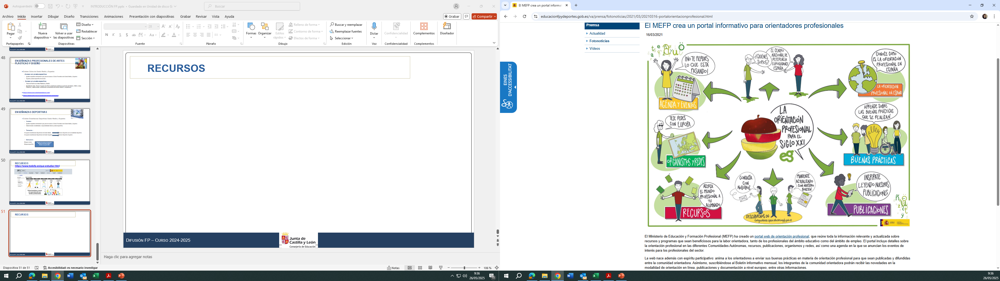 Autoguardado
INTRODUCCIÓN FP.pptx • Guardado en Unidad de disco G:
Buscar
Archivo Inicio Insertar Dibujar Diseño Transiciones Animaciones Presentación con diapositivas Grabar Revisar Vista Ayuda
Grabar Compartir
Pegar
Portapapeles
Nueva diapositiva
Volver a usar las diapositivas
Diseño
Restablecer
Sección
Diapositivas
28
N K S S ab AV Aa
Fuente
Párrafo
Formas
Organizar
Estilos rápidos
Relleno de forma
Contorno de forma
Efectos de forma
Dibujo
Buscar y reemplazar
Reemplazar fuentes
Seleccionar
Edición
Dictar
Voz
Confidencialidad
Confidencialidad
Complementos
Complementos
Diseñador
48
ENSEÑANZAS PROFESIONALES DE ARTES
PLÁSTICAS Y DISEÑO
49
ENSEÑANZAS DEPORTIVAS
50
RECURSOS
https://www.todofp.es/que-estudiar.html
51
RECURSOS
RECURSOS
DIFUSIÓN FP – CURSO 2024-2025
Junta de
Castilla y León
Consejería de Educación
Haga clic para agregar notas
Diapositiva 51 de 51
Accesibilidad: es necesario investigar
Notas
106 %
9:36
26/05/2025
15
El MEFP crea un portal informat
educacionfpydeportes.gob.es/va/prensa/fotonoticias/2021/03/20210316-portalorientacionprofesional.html
Premsa
Actualidad
Fotonoticias
Vídeos
EINES
D'ACCESSIBILITAT
El MEFP crea un portal informativo para orientadores profesionales
16/03/2021
¡NO TE PIERDAS
LO QUE ESTÁ
PASANDO!
AGENDA Y EVENTOS
¿QUIÉNES
SOMOS?
EL CENTRO
NACIONAL DE
REFERENCIA
EUROGUIDANCE
ESPAÑA
CONOCE CÓMO
ES LA ORIENTACIÓN
PROFESIONAL EN
ESPAÑA
LA ORIENTACIÓN
PROFESIONAL EN ESPAÑA
TEJE REDES
CON EUROPA
ORGANISMOS Y REDES
LA
ORIENTACIÓN
PROFESIONAL
PARA EL
SIGLO XXI
eg
APRENDE SOBRE
LAS BUENAS PRÁCTICAS
QUE SE REALIZAN
BUENAS PRÁCTICAS
ACERCA
EL MUNDO
PROFESIONAL A
TU
ALUMNADO
RECURSOS
CONTACTA
CON
NOSOTROS
MANTENTE
ACTUALIZADO
CON NUESTRO
BOLETÍN
DESCÚBRENOS EN:
euroguidance-spain.educacionfp.gob.es
INSPÍRATE
LEYENDO NUESTRAS
PUBLICACIONES
PUBLICACIONES
El Ministerio de Educación y Formación Profesional (MEFP) ha creado un portal web de orientación profesional, que reúne toda la información relevante y actualizada sobre
recursos y programas que sean beneficiosos para la labor orientadora, tanto de los profesionales del ámbito educativo como del ámbito de empleo. El portal incluye detalles sobre
la orientación profesional en las diferentes Comunidades Autónomas, recursos, publicaciones, organismos y redes, así como una agenda en la que se anuncian los eventos de
interés para los profesionales del sector.
La web nace además con espíritu participativo: anima a los orientadores a enviar sus buenas prácticas en materia de orientación profesional para que sean publicadas y difundidas
entre la comunidad orientadora. Asimismo, suscribiéndose al Boletín informativo mensual, los integrantes de la comunidad orientadora podrán recibir las novedades en la
modalidad de orientación en línea, publicaciones y documentación a nivel europeo, entre otras informaciones.
9:36
26/05/2025